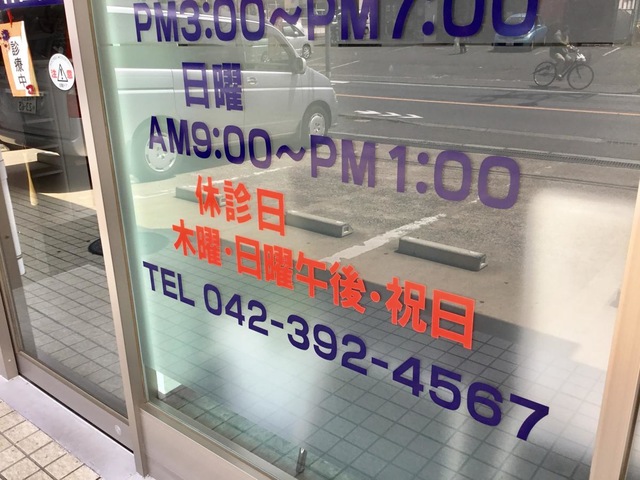 PM3:00～PM7:00
日曜
AM9:00～PM1:00
休診日
木曜・日曜午後・祝日
TEL 042-392-4567
診療中